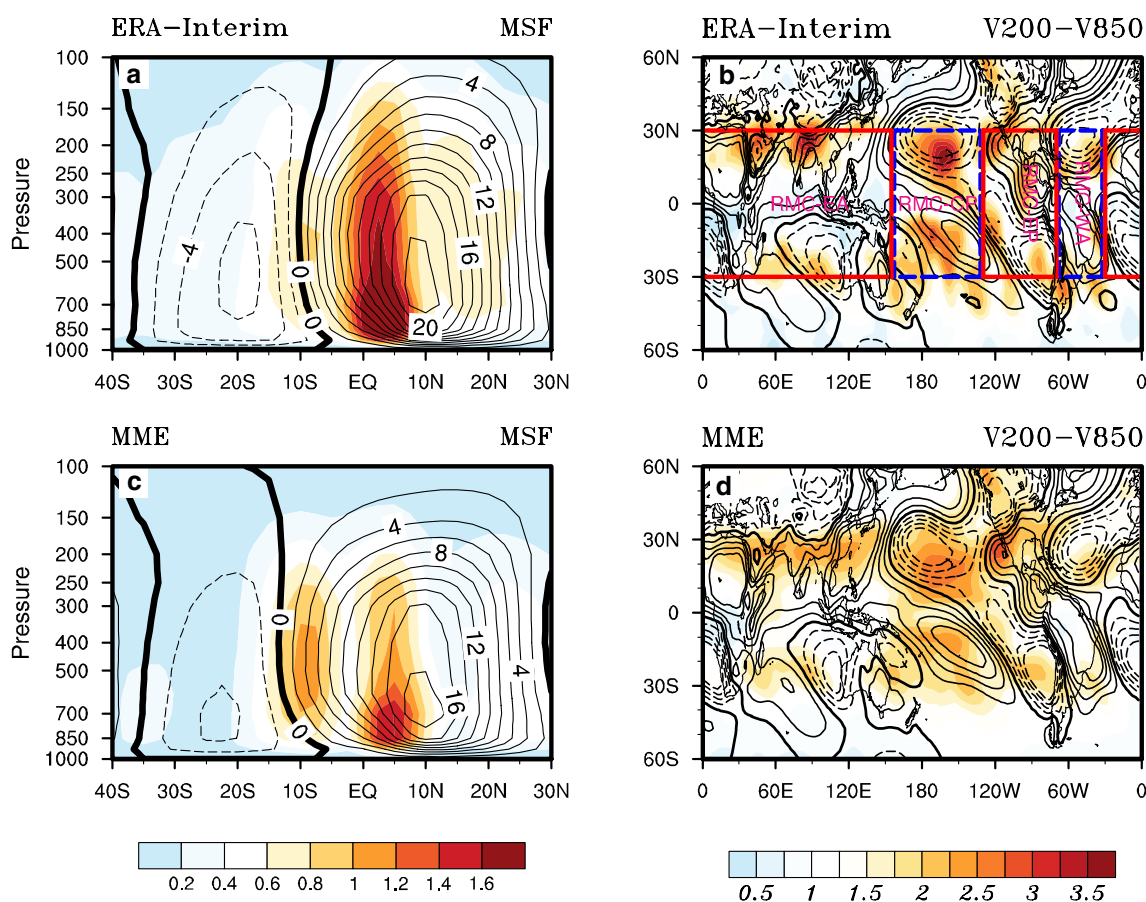 ERA-Interim MSF
ERA-Interim V200-V850
a
100
150
200
250
300
400
500
700
850
1000
Pressure
4
8
12
16
20
0
0
-4
40S 30S 20S 10S EQ 10N 20N 30N
b
60N
30N
0
30S
60S
RMC-EA
RMC-CP
RMC-EP
RMC-WA
0 60E 120E 180 120W 60W 0
MME MSF
MME V200-V850
c
100
150
200
250
300
400
500
700
850
1000
Pressure
4
8
12
4
16
0
0
40S 30S 20S 10S EQ 10N 20N 30N
d
60N
30N
0
30S
60S
0 60E 120E 180 120W 60W 0
0.2 0.4 0.6 0.8 1 1.2 1.4 1.6
0.5 1 1.5 2 2.5 3 3.5